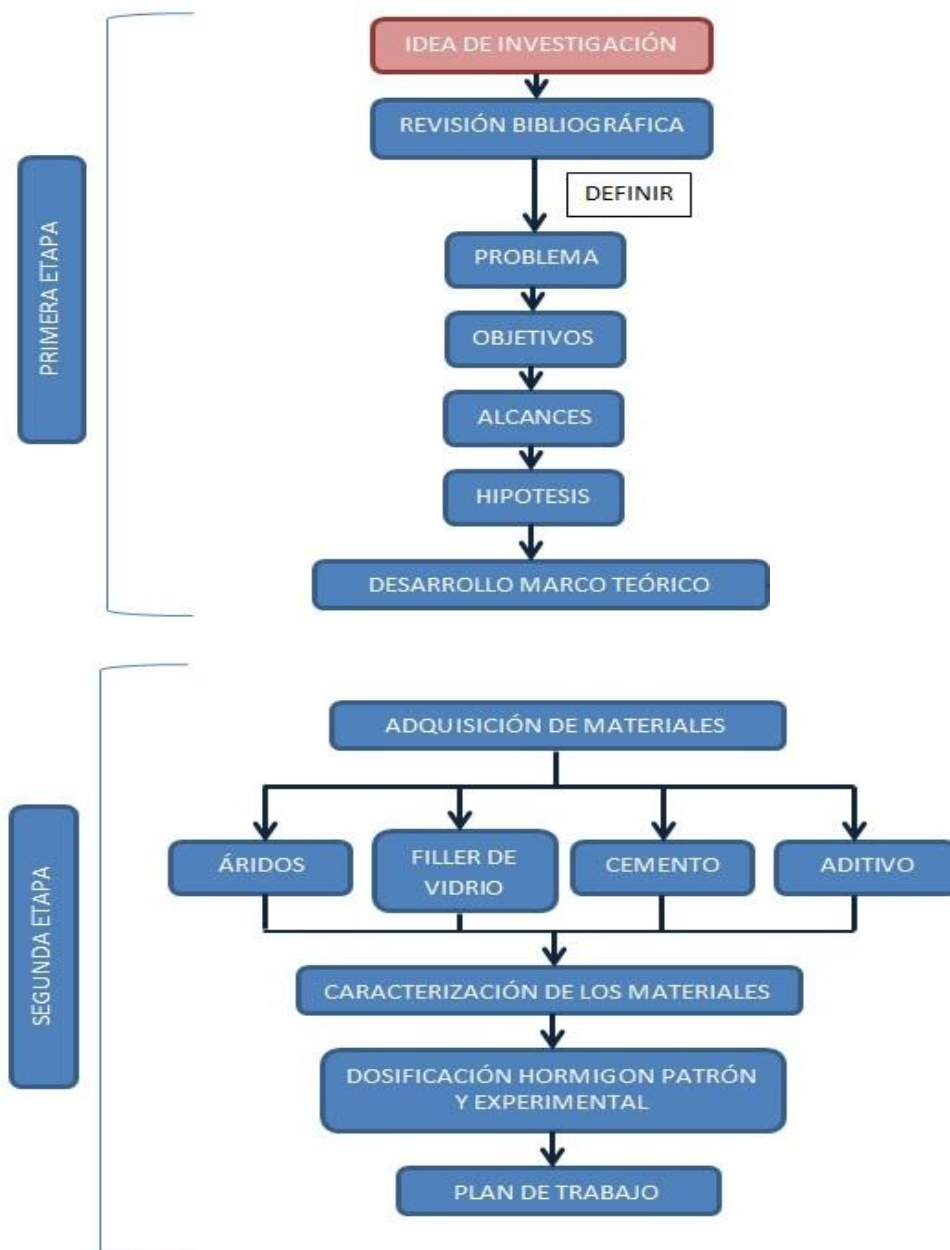 IDEA DE INVESTIGACIÓN
REVISIÓN BIBLIOGRÁFICA
DEFINIR
PRIMERA ETAPA
PROBLEMA
OBJETIVOS
ALCANCES
HIPOTESIS
DESARROLLO MARCO TEÓRICO
ADQUISICIÓN DE MATERIALES
SEGUNDA ETAPA
ÁRIDOS
FILLER DE
VIDRIO
CEMENTO
ADITIVO
CARACTERIZACIÓN DE LOS MATERIALES
DOSIFICACIÓN HORMIGON PATRÓN
Y EXPERIMENTAL
PLAN DE TRABAJO